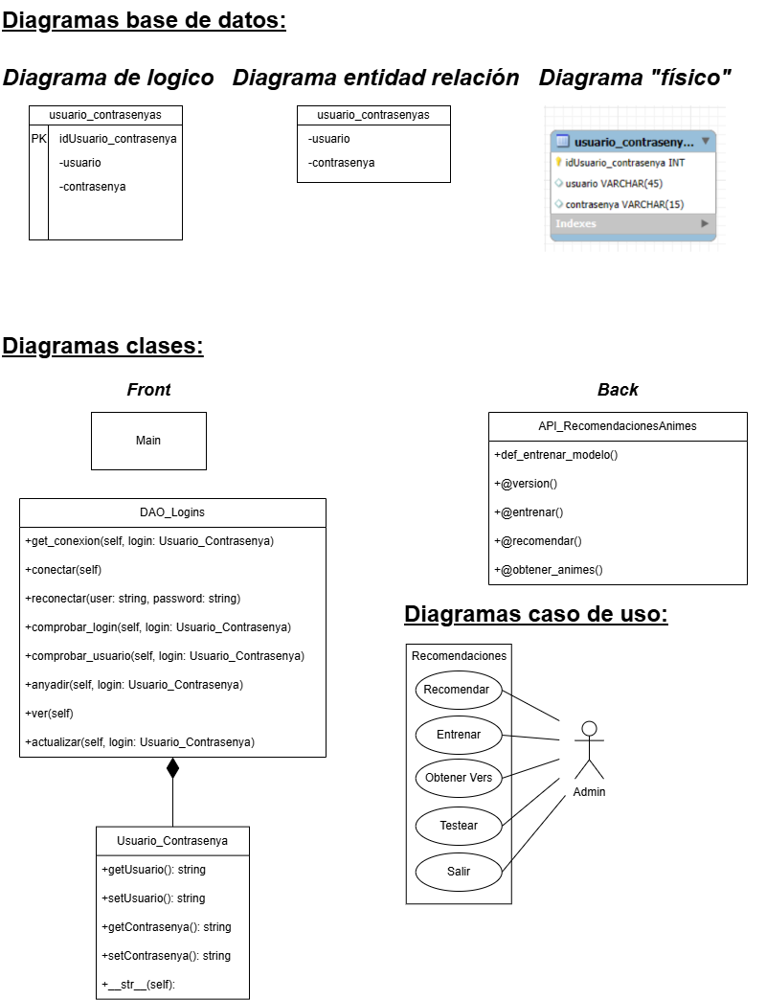 Diagramas base de datos:
Diagrama de logico
Diagrama entidad relación
Diagrama "físico"
usuario_contrasenyas
PK
idUsuario_contrasenya
-usuario
-contrasenya
usuario_contrasenyas
-usuario
-contrasenya
usuario_contraseny...
idUsuario_contrasenya INT
usuario VARCHAR(45)
contrasenya VARCHAR(15)
Indexes
Diagramas clases:
Front
Main
DAO_Logins
+get_conexion(self, login: Usuario_Contrasenya)
+conectar(self)
+reconectar(user: string, password: string)
+comprobar_login(self, login: Usuario_Contrasenya)
+comprobar_usuario(self, login: Usuario_Contrasenya)
+anyadir(self, login: Usuario_Contrasenya)
+ver(self)
+actualizar(self, login: Usuario_Contrasenya)
Usuario_Contrasenya
+getUsuario(): string
+setUsuario(): string
+getContrasenya(): string
+setContrasenya(): string
+__str__(self):
Back
API_RecomendacionesAnimes
+def_entrenar_modelo()
+@version()
+@entrenar()
+@recomendar()
+@obtener_animes()
Diagramas caso de uso:
Recomendaciones
Recomendar
Entrenar
Obtener Vers
Testear
Salir
Admin